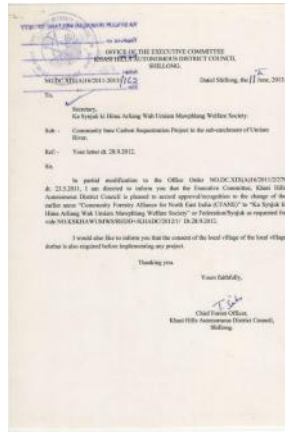 OFFICE OF THE EXECUTIVE COMMITTEE
KHASI HILLS AUTONOMOUS DISTRICT COUNCIL
SHILLONG.
Dated Shillong, the 11 June, 2013
To,
Secretary,
Ka Synjuk ki Hima Arliang Wah Umiam Mawphlang Welfare Society.
Sub - Community base Carbon Sequestration Project in the sub-catchment of Umiam
River.
Ref - Your letter dt. 28.9.2012.
Sir,
In partial modification to the Office Order
dt. 23.5.2011, I am directed to inform you that the Executive Committee, Khasi Hills
Autonomous District Council is pleased to accord approval/recognition to the change of the
earlier name "Community Forestry Alliance for North East India (CFANE)" to "Ka Synjuk ki
Hima Arliang Wah Umiam Mawphlang Welfare Society" or Federation/Synjuk as requested for
I would also like to inform you that the consent of the local village of the local village
durbar is also required before implementing any project.
Thanking you.
Yours faithfully,
Chief Forest Officer,
Khasi Hills Autonomous District Council,
Shillong.